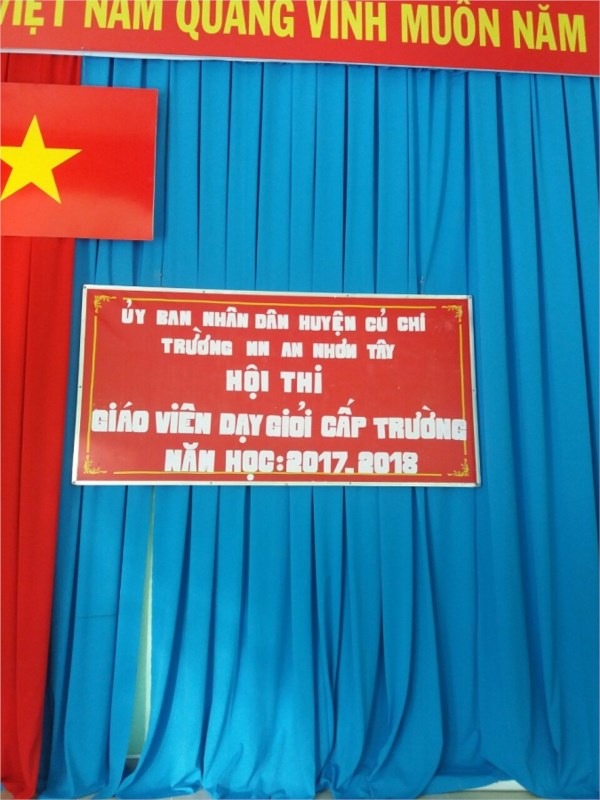 VIỆT NAM QUANG VINH MUÔN NĂM
ỦY BAN NHÂN DÂN HUYỆN CỦ CHI
TRƯỜNG MN AN NHƠN TÂY
HỘI THI
GIÁO VIÊN DẠY GIỎI CẤP TRƯỜNG
NĂM HỌC: 2017. 2018